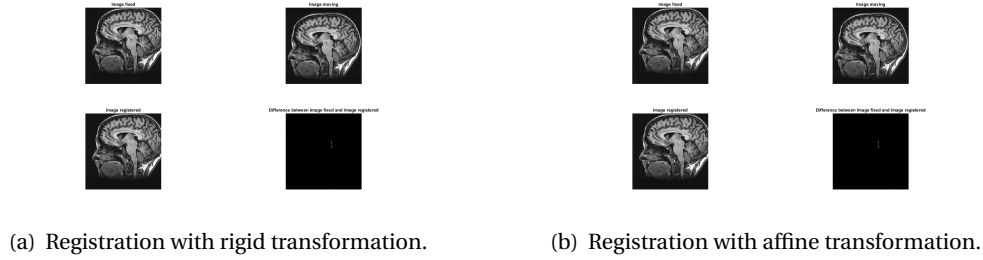 Image fixed
Image moving
Image registered
Difference between Image fixed and Image registered
(a) Registration with rigid transformation.
Image fixed
Image moving
Image registered
Difference between Image fixed and Image registered
(b) Registration with affine transformation.